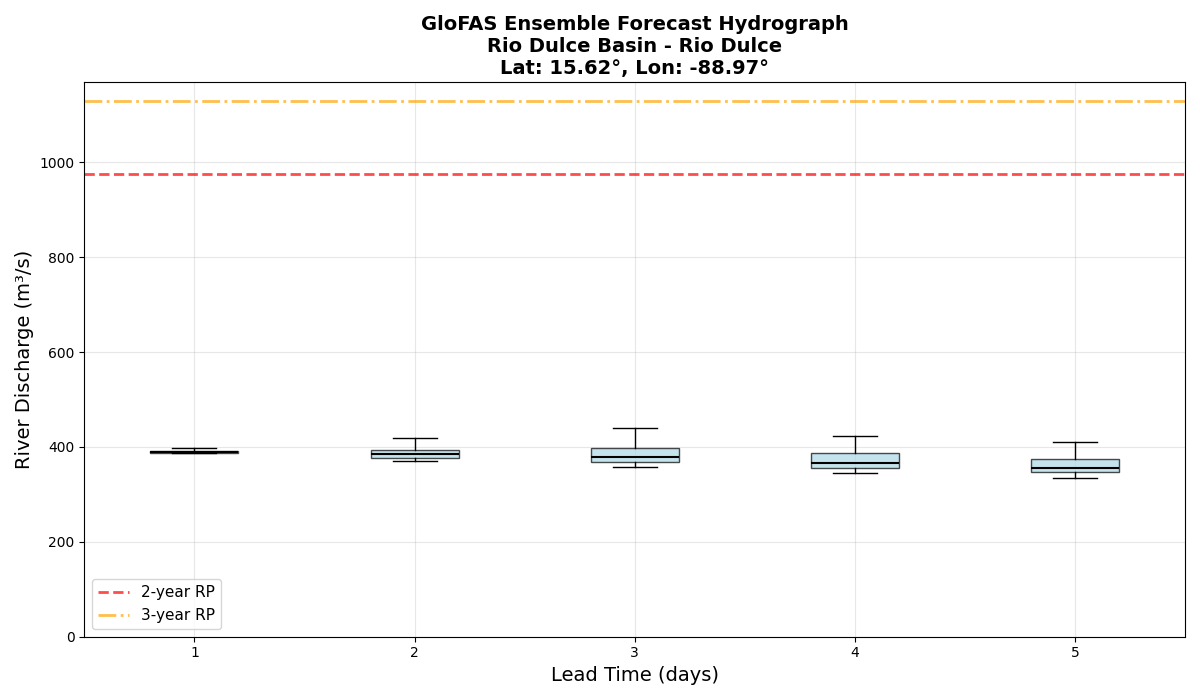 GloFAS Ensemble Forecast Hydrograph
Rio Dulce Basin - Rio Dulce
Lat: 15.62°, Lon: -88.97°
River Discharge (m³/s)
1000
800
600
400
200
0
2-year RP
3-year RP
1 2 3 4 5
Lead Time (days)